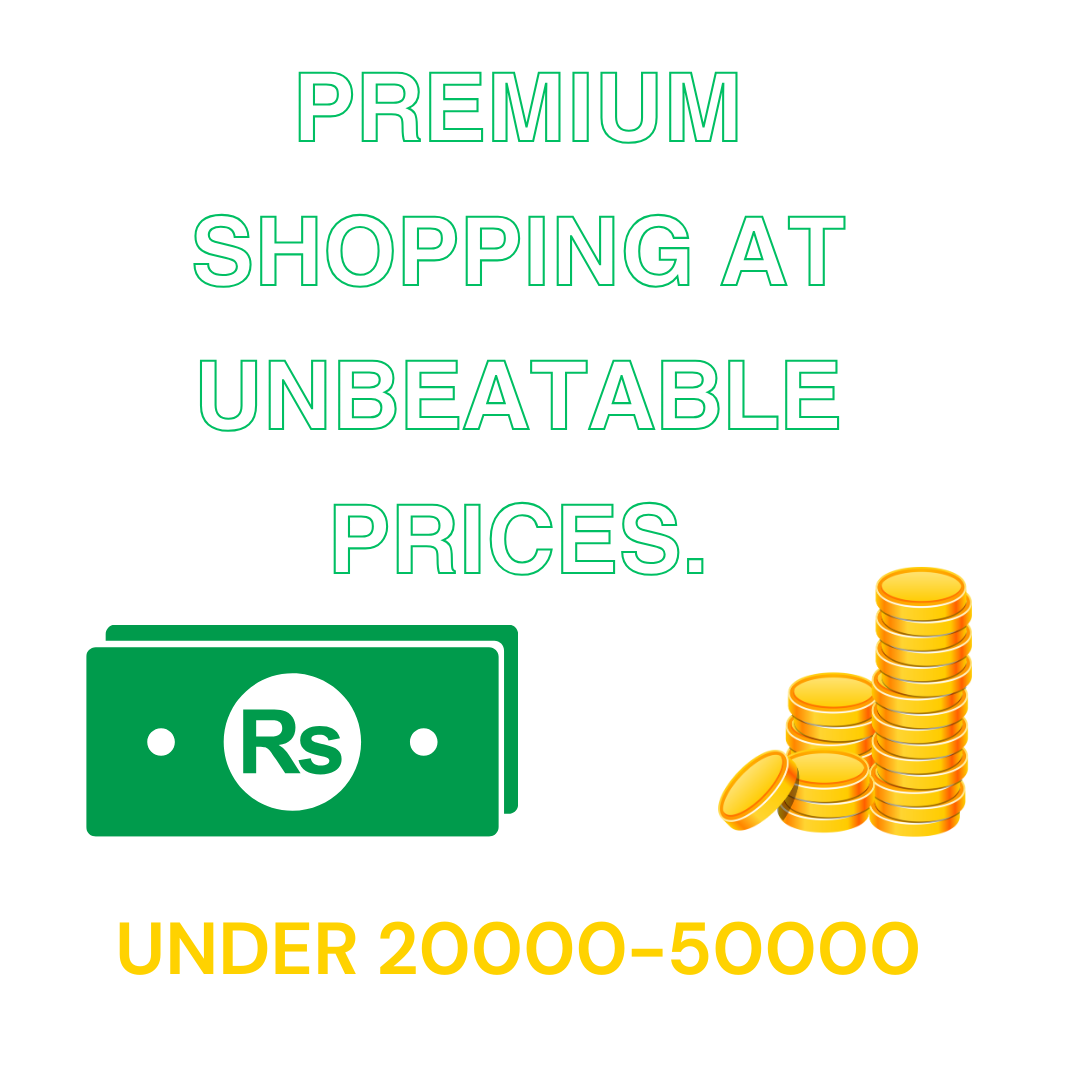 PREMIUM
SHOPPING AT
UNBEATABLE
PRICES.
Rs
UNDER 20000-50000